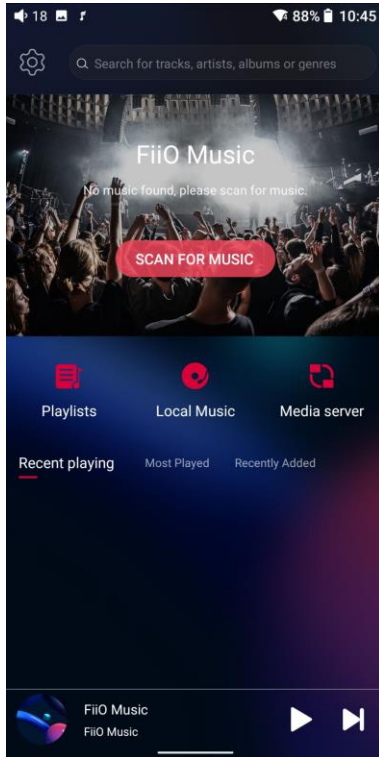 18 88% 10:45
Search for tracks, artists, albums or genres
FiiO Music
No music found, please scan for music.
SCAN FOR MUSIC
Playlists Local Music Media server
Recent playing Most Played Recently Added
FiiO Music
FiiO Music